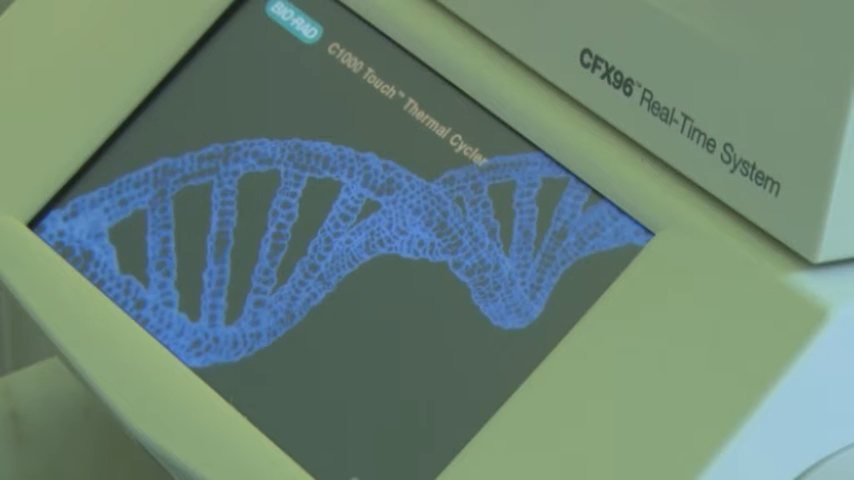 BIO-RAD
C1000 Touch™ Thermal Cycler
CFX96™ Real-Time System